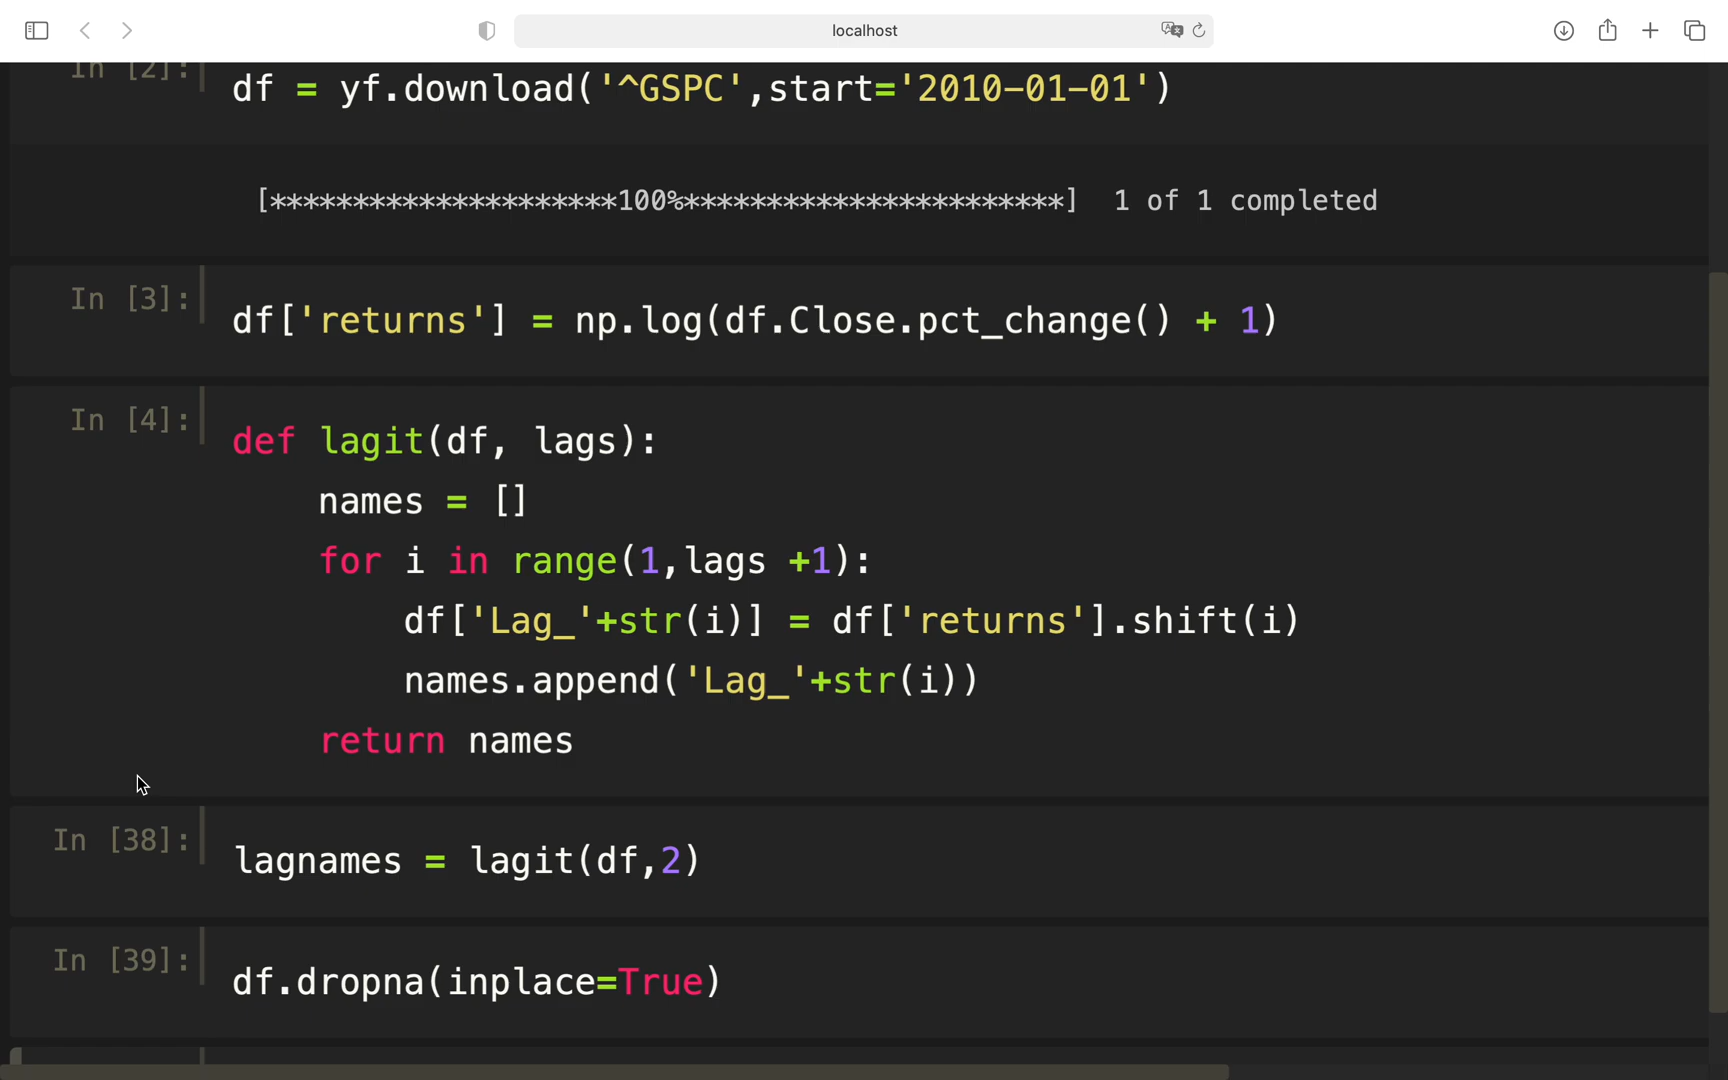 localhost
In [2]:
df = yf.download('^GSPC',start='2010-01-01')
[*********************100%***********************] 1 of 1 completed
In [3]:
df['returns'] = np.log(df.Close.pct_change() + 1)
In [4]:
def lagit(df, lags):
names = []
for i in range(1,lags +1):
df['Lag_'+str(i)] = df['returns'].shift(i)
names.append('Lag_'+str(i))
return names
In [38]:
lagnames = lagit(df,2)
In [39]:
df.dropna(inplace=True)